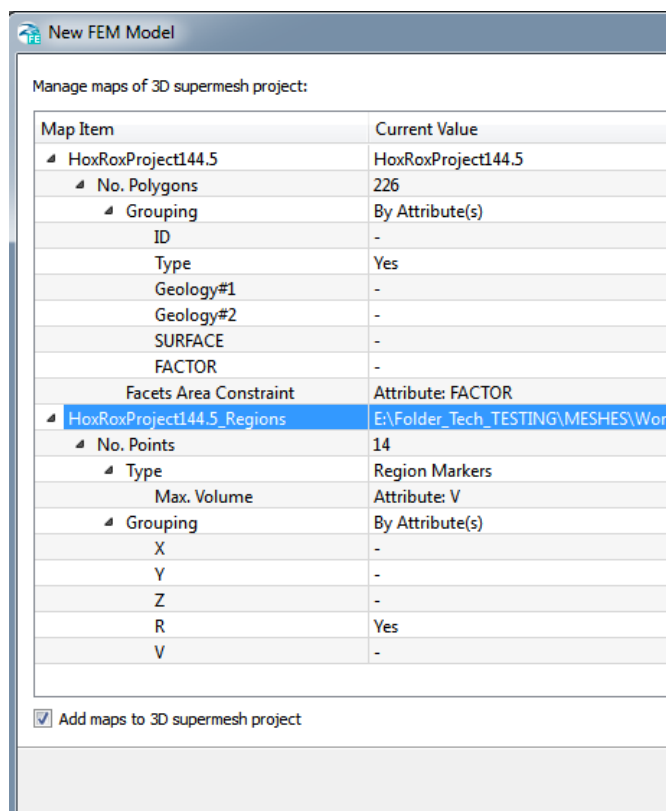 New FEM Model
Manage maps of 3D supermesh project:
Map Item Current Value
HoxRoxProject144.5 HoxRoxProject144.5
No. Polygons 226
Grouping By Attribute(s)
ID -
Type Yes
Geology#1 -
Geology#2 -
SURFACE -
FACTOR -
Facets Area Constraint Attribute: FACTOR
HoxRoxProject144.5_Regions E:\Folder_Tech_TESTING\MESHES\Wor
No. Points 14
Type Region Markers
Max. Volume Attribute: V
Grouping By Attribute(s)
X -
Y -
Z -
R Yes
V -
Add maps to 3D supermesh project